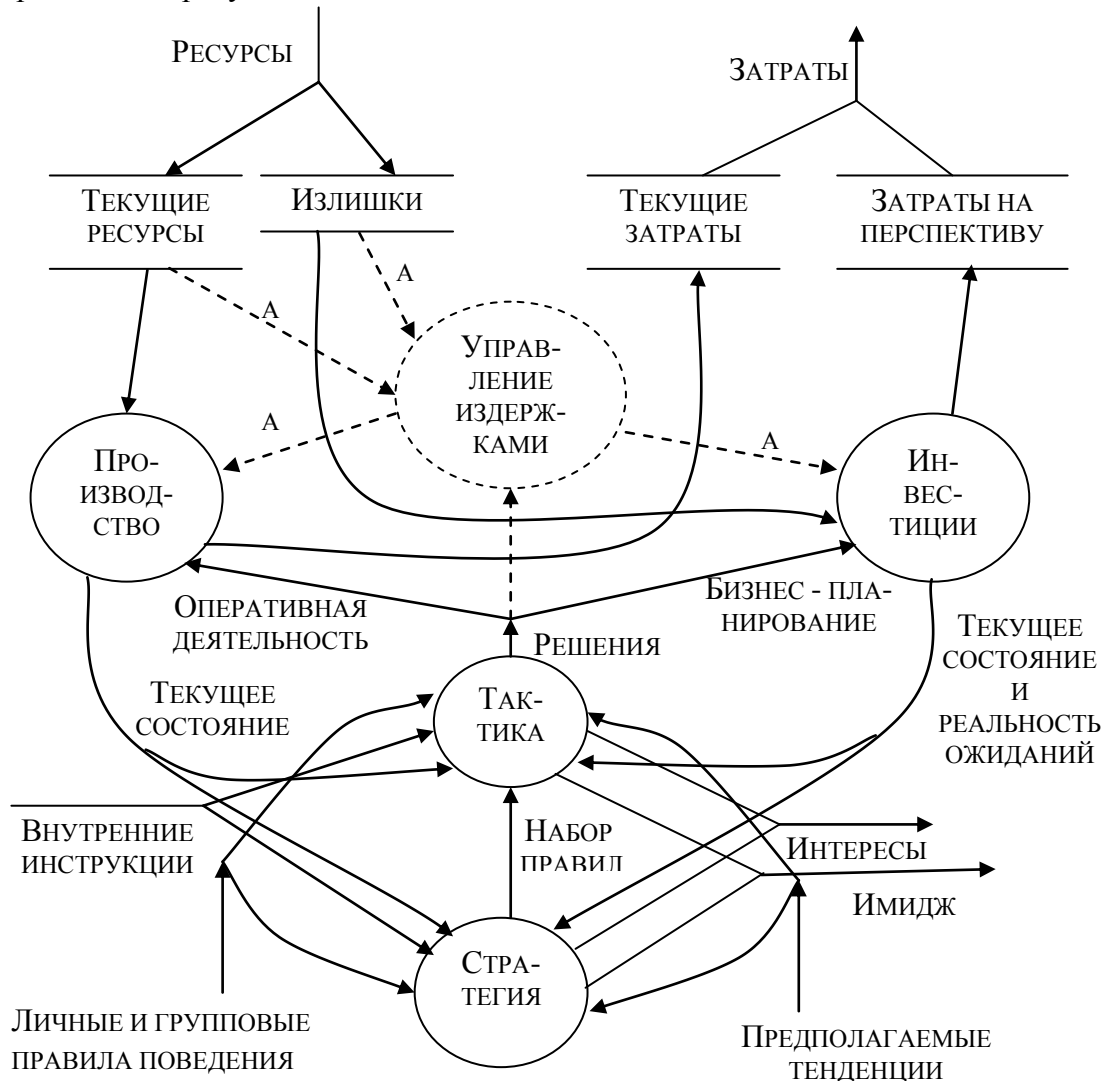 РЕСУРСЫ
ЗАТРАТЫ
ТЕКУЩИЕ
РЕСУРСЫ
ИЗЛИШКИ
ТЕКУЩИЕ
ЗАТРАТЫ
ЗАТРАТЫ НА
ПЕРСПЕКТИВУ
А
А
УПРАВ-
ЛЕНИЕ
ИЗДЕРЖ-
КАМИ
А
А
ПРО-
ИЗВОД-
СТВО
ИН-
ВЕС-
ТИЦИИ
ОПЕРАТИВНАЯ
ДЕЯТЕЛЬНОСТЬ
БИЗНЕС - ПЛА-
НИРОВАНИЕ
РЕШЕНИЯ
ТЕКУЩЕЕ
СОСТОЯНИЕ
И
РЕАЛЬНОСТЬ
ОЖИДАНИЙ
ТЕКУЩЕЕ
СОСТОЯНИЕ
ТАК-
ТИКА
ВНУТРЕННИЕ
ИНСТРУКЦИИ
НАБОР
ПРАВИЛ
ИНТЕРЕСЫ
ИМИДЖ
СТРА-
ТЕГИЯ
ЛИЧНЫЕ И ГРУППОВЫЕ
ПРАВИЛА ПОВЕДЕНИЯ
ПРЕДПОЛАГАЕМЫЕ
ТЕНДЕНЦИИ